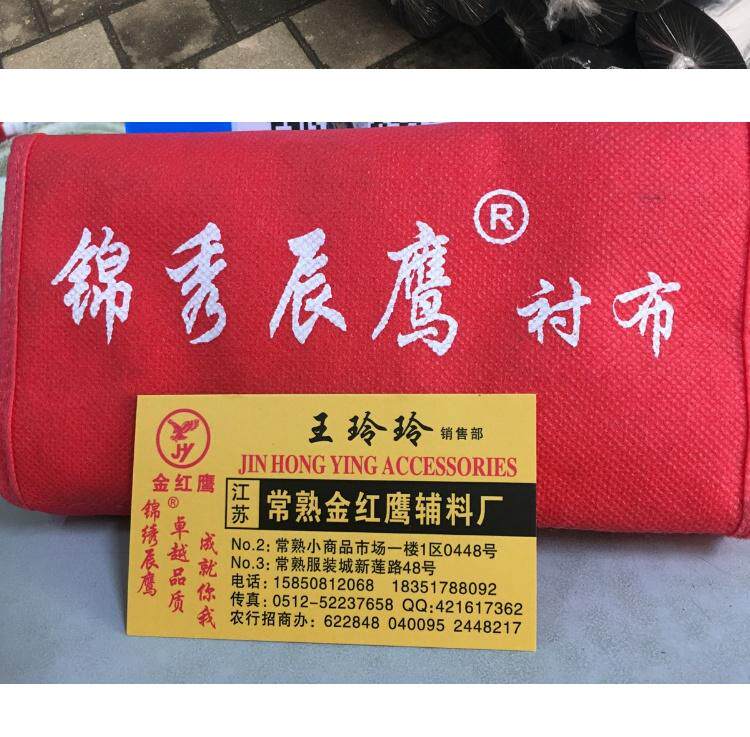 锦秀辰鹰® 衬布
金红鹰®
锦绣辰鹰
卓越品质
成就你我
王玲玲 销售部
JIN HONG YING ACCESSORIES
江苏 常熟金红鹰辅料厂
No.2: 常熟小商品市场一楼1区0448号
No.3: 常熟服装城新莲路48号
电话: 15850812068 18351788092
传真: 0512-52237658 QQ:421617362
农行招商办: 622848 040095 2448217